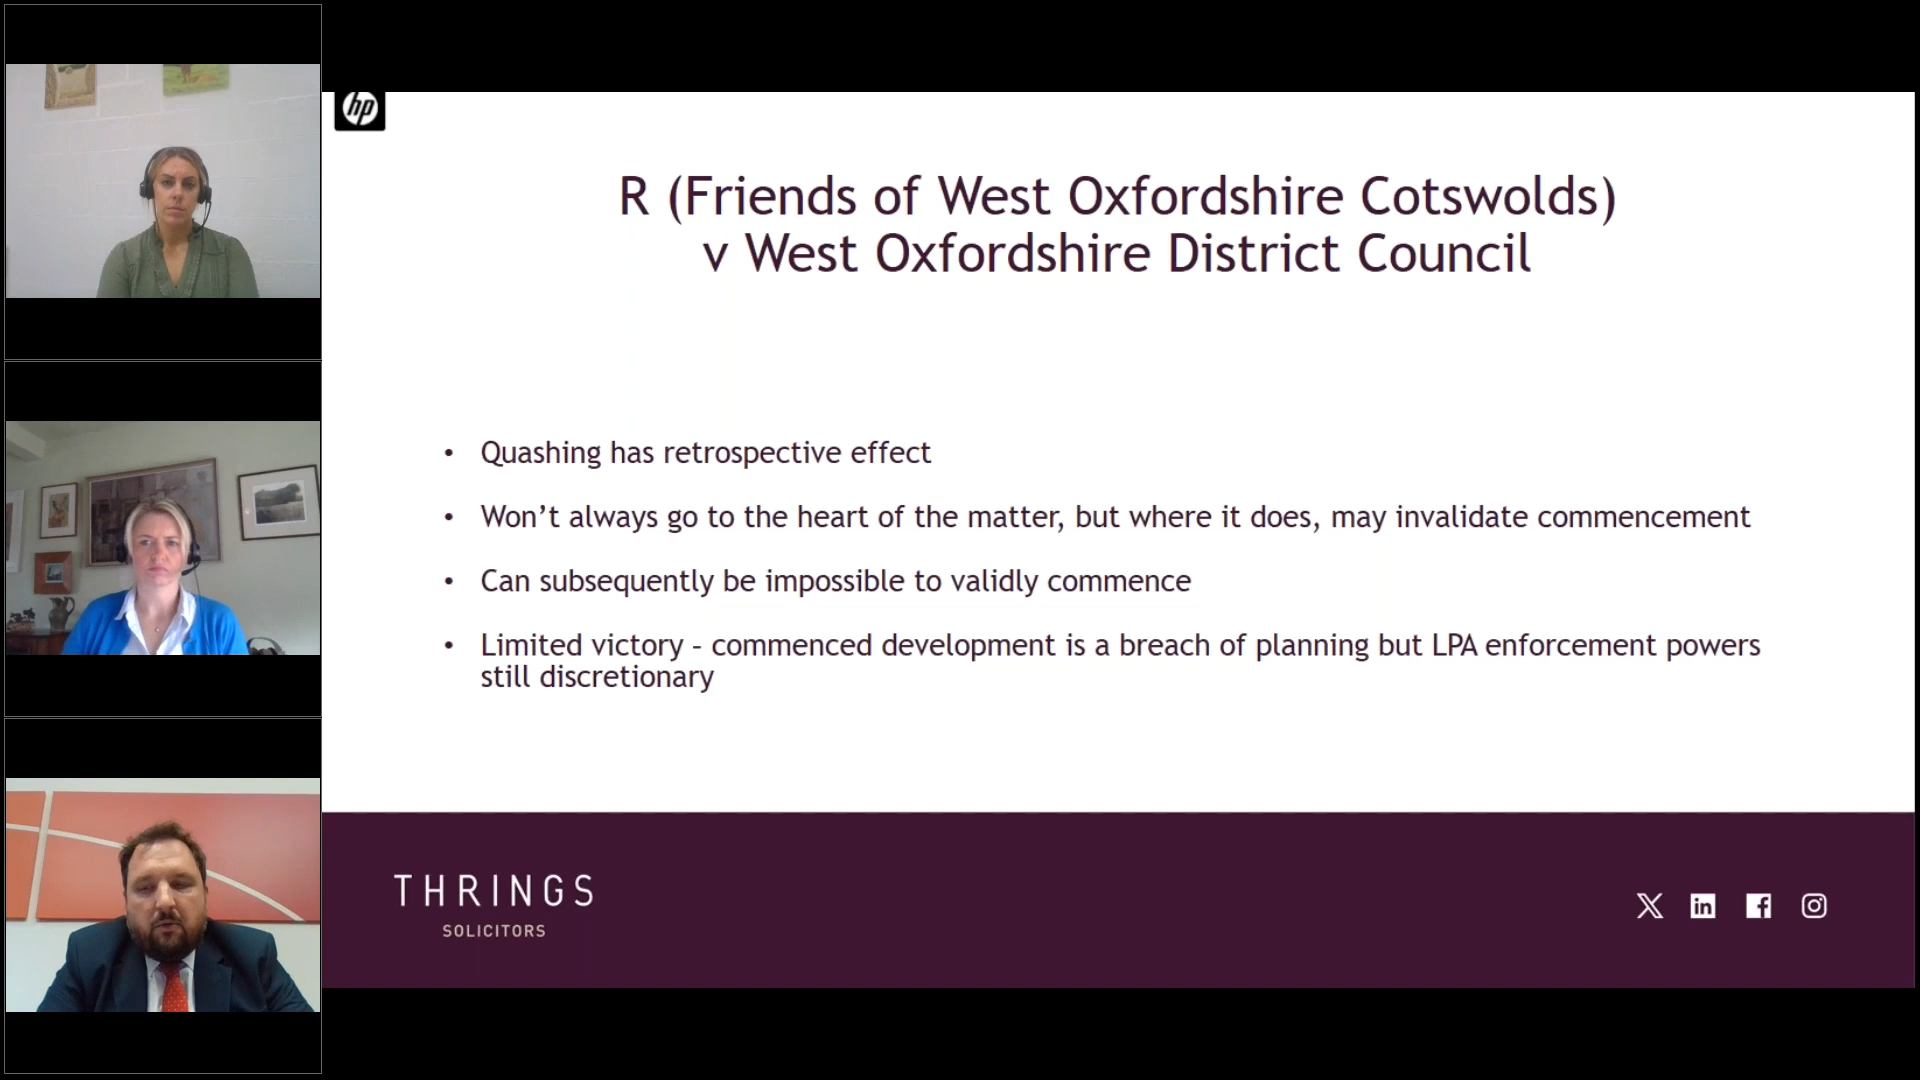 hp
R (Friends of West Oxfordshire Cotswolds)
v West Oxfordshire District Council
• Quashing has retrospective effect
• Won’t always go to the heart of the matter, but where it does, may invalidate commencement
• Can subsequently be impossible to validly commence
• Limited victory – commenced development is a breach of planning but LPA enforcement powers
still discretionary
THRINGS
SOLICITORS
X in f